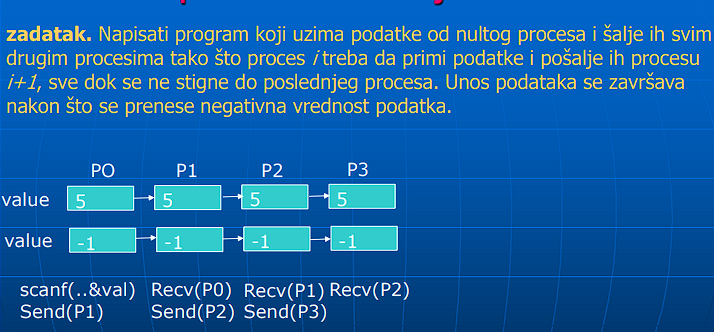 zadatak. Napisati program koji uzima podatke od nultog procesa i šalje ih svim
drugim procesima tako što proces i treba da primi podatke i pošalje ih procesu
i+1, sve dok se ne stigne do poslednjeg procesa. Unos podataka se završava
nakon što se prenese negativna vrednost podatka.
PO P1 P2 P3
value 5 5 5 5
value -1 -1 -1 -1
scanf(..&val) Recv(P0) Recv(P1) Recv(P2)
Send(P1) Send(P2) Send(P3)